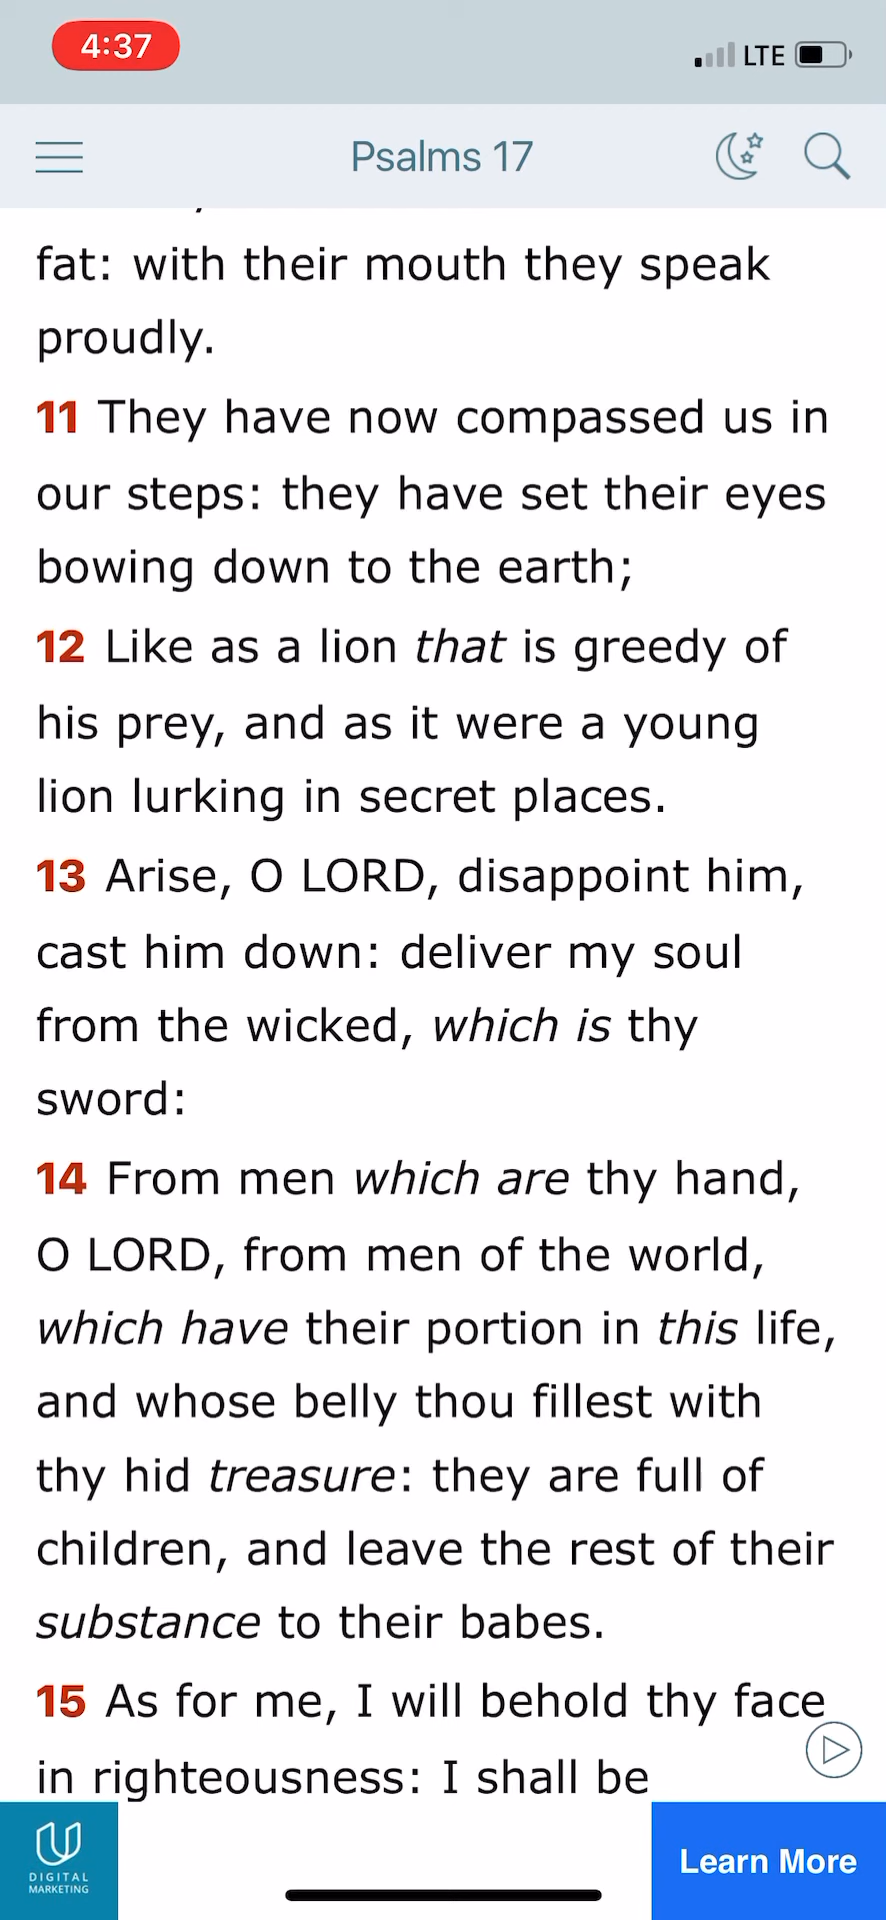 4:37
LTE
Psalms 17
fat: with their mouth they speak
proudly.
11 They have now compassed us in
our steps: they have set their eyes
bowing down to the earth;
12 Like as a lion that is greedy of
his prey, and as it were a young
lion lurking in secret places.
13 Arise, O LORD, disappoint him,
cast him down: deliver my soul
from the wicked, which is thy
sword:
14 From men which are thy hand,
O LORD, from men of the world,
which have their portion in this life,
and whose belly thou fillest with
thy hid treasure: they are full of
children, and leave the rest of their
substance to their babes.
15 As for me, I will behold thy face
in righteousness: I shall be
DIGITAL
MARKETING
Learn More